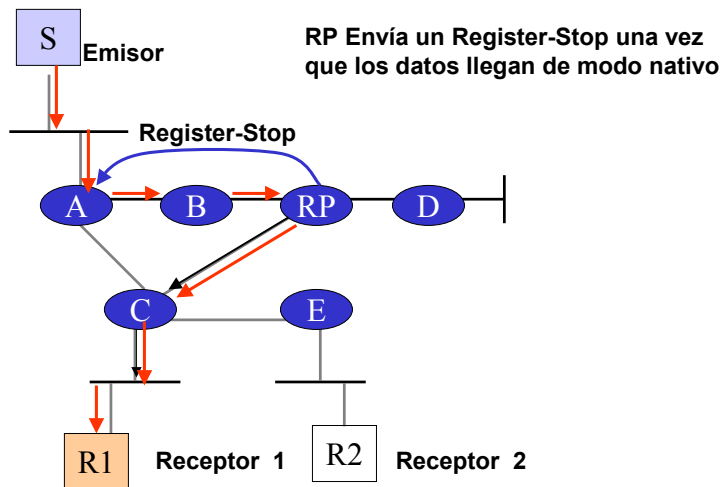 S
Emisor
RP Envía un Register-Stop una vez
que los datos llegan de modo nativo
Register-Stop
A
B
RP
D
C
E
R1
Receptor 1
R2
Receptor 2